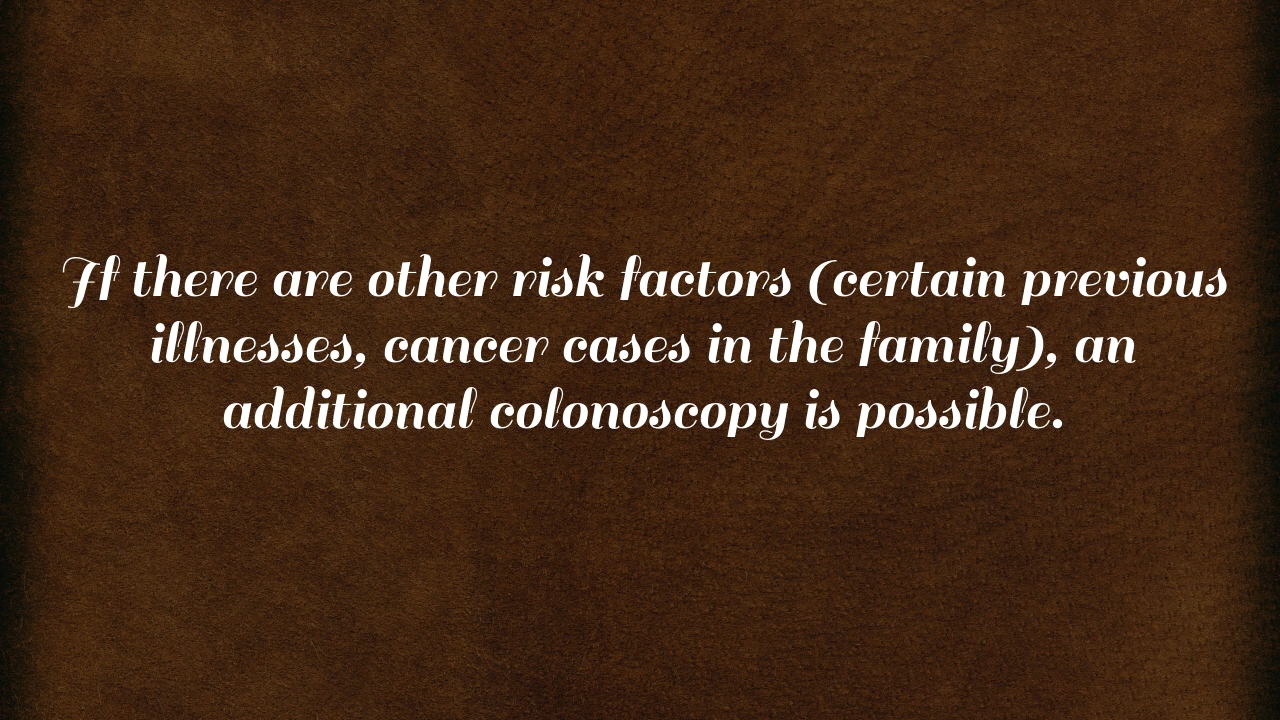 If there are other risk factors (certain previous
illnesses, cancer cases in the family), an
additional colonoscopy is possible.